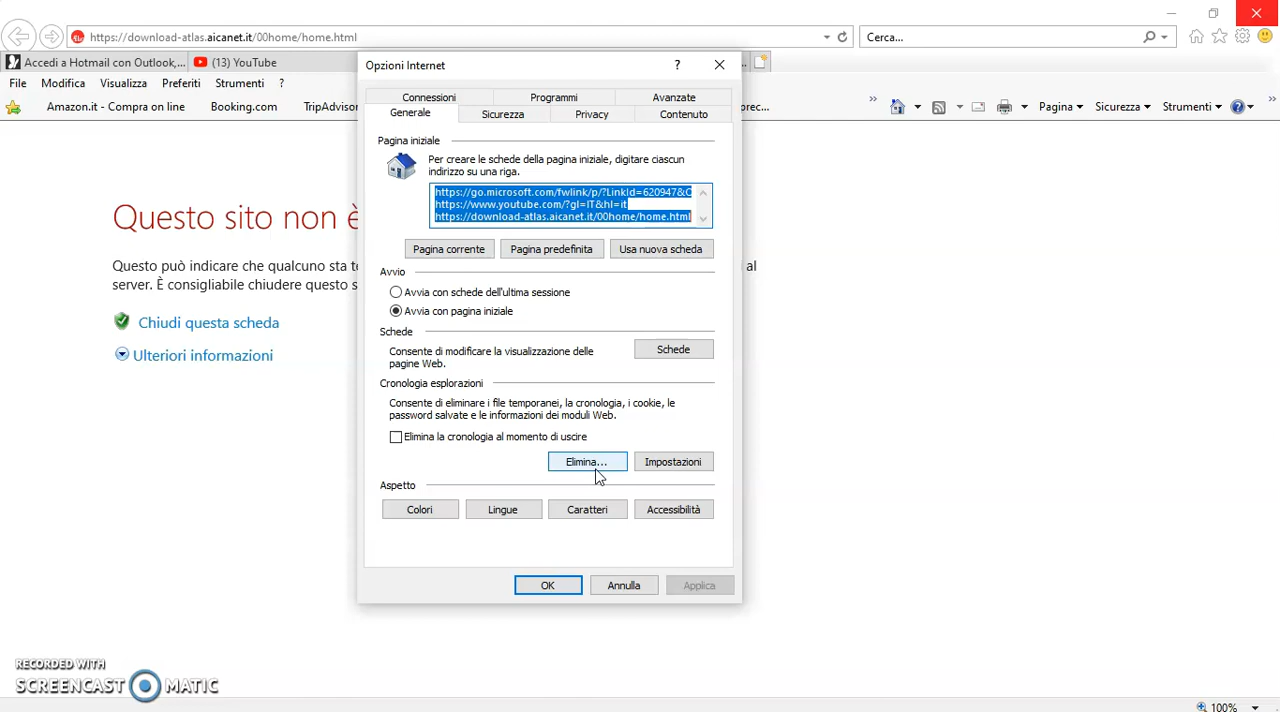 https://download-atlas.aicanet.it/00home/home.html
Cerca...
Accedi a Hotmail con Outlook,...
(13) YouTube
...
File Modifica Visualizza Preferiti Strumenti ?
Amazon.it - Compra on line Booking.com TripAdvisor
prec...
» Pagina Sicurezza Strumenti »
Opzioni Internet
?
Connessioni Programmi Avanzate
Generale Sicurezza Privacy Contenuto
Pagina iniziale
Per creare le schede della pagina iniziale, digitare ciascun
indirizzo su una riga.
https://go.microsoft.com/fwlink/p/?LinkId=620947&O
https://www.youtube.com/?gl=IT&hl=it
https://download-atlas.aicanet.it/00home/home.html
Pagina corrente Pagina predefinita Usa nuova scheda
Avvio
Avvia con schede dell'ultima sessione
Avvia con pagina iniziale
Schede
Consente di modificare la visualizzazione delle
pagine Web.
Schede
Cronologia esplorazioni
Consente di eliminare i file temporanei, la cronologia, i cookie, le
password salvate e le informazioni dei moduli Web.
Elimina la cronologia al momento di uscire
Elimina... Impostazioni
Aspetto
Colori Lingue Caratteri Accessibilità
OK Annulla Applica
Questo sito non è
Questo può indicare che qualcuno sta te
al
server. È consigliabile chiudere questo s
Chiudi questa scheda
Ulteriori informazioni
RECORDED WITH
SCREENCAST MATIC
100%